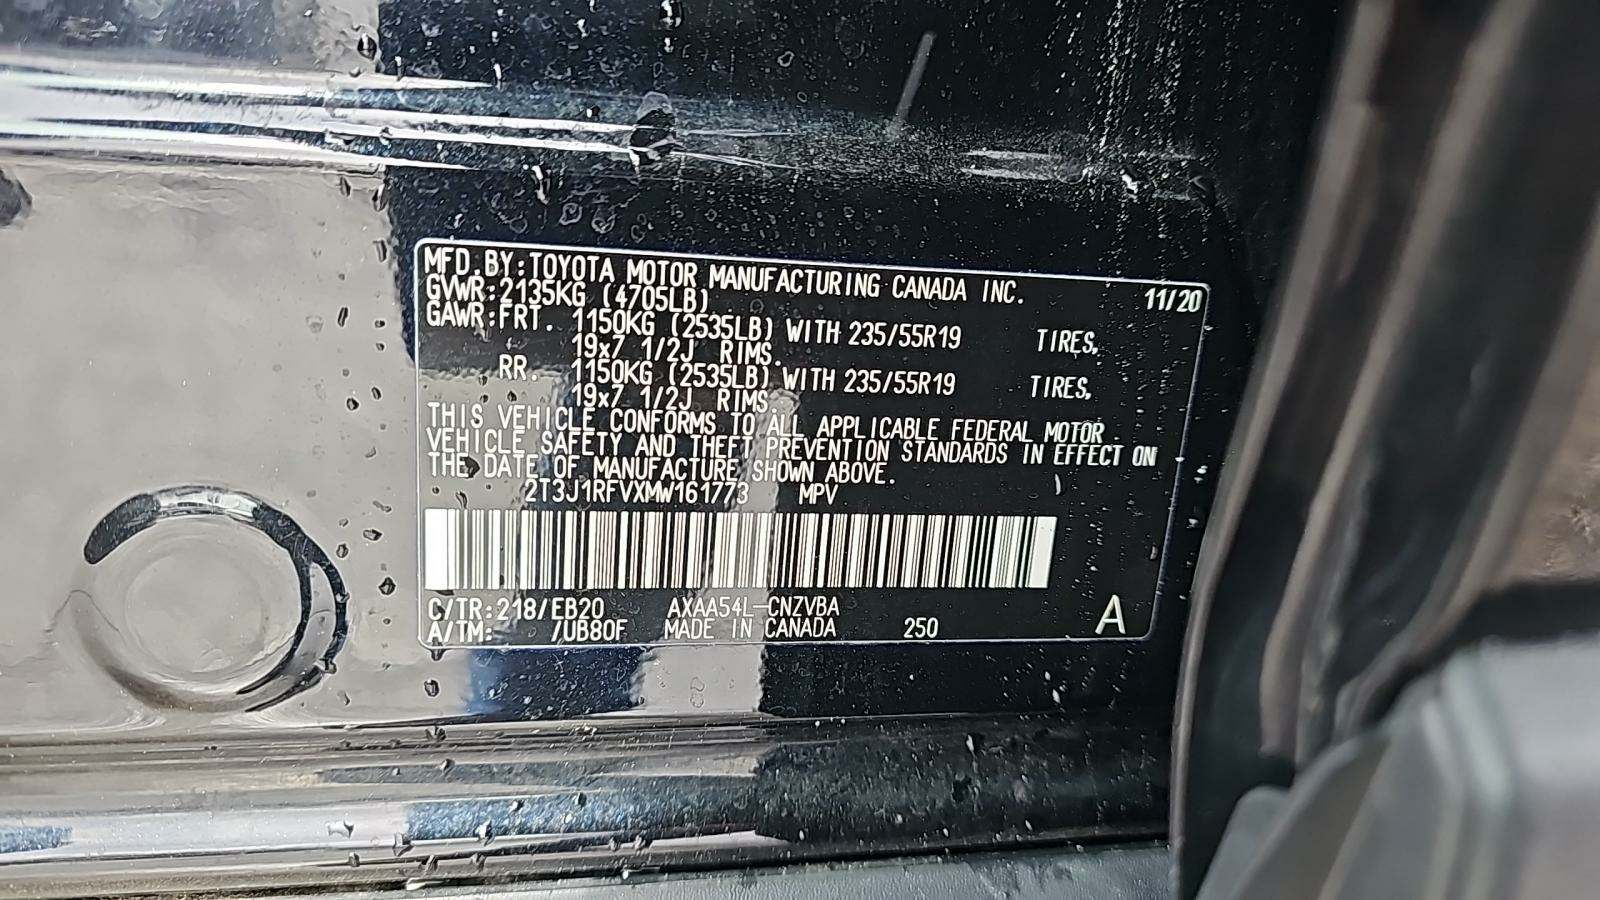 MFD.BY:TOYOTA MOTOR MANUFACTURING CANADA INC. 11/20
GVWR:2135KG (4705LB)
GAWR:FRT. 1150KG (2535LB) WITH 235/55R19 TIRES,
19x7 1/2J RIMS.
RR. 1150KG (2535LB) WITH 235/55R19 TIRES,
19x7 1/2J RIMS.
THIS VEHICLE CONFORMS TO ALL APPLICABLE FEDERAL MOTOR
VEHICLE SAFETY AND THEFT PREVENTION STANDARDS IN EFFECT ON
THE DATE OF MANUFACTURE SHOWN ABOVE.
2T3J1RFVXMW161773 MPV
C/TR:218/EB20 AXAA54L-CNZVBA
A/TM: /UB80F MADE IN CANADA 250 A